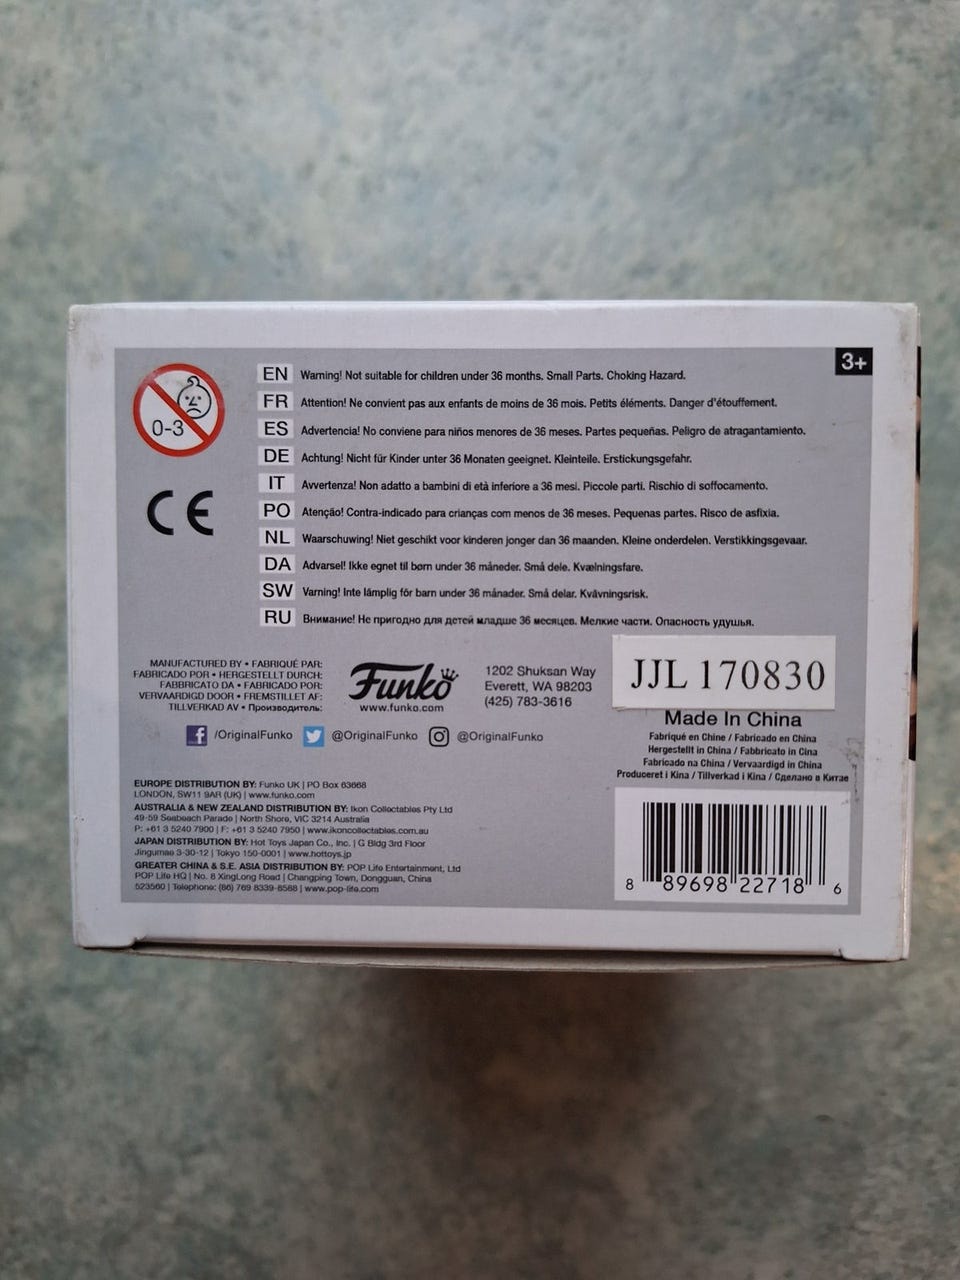 3+
0-3
CE
EN Warning! Not suitable for children under 36 months. Small Parts. Choking Hazard.
FR Attention! Ne convient pas aux enfants de moins de 36 mois. Petits éléments. Danger d'étouffement.
ES Advertencia! No conviene para niños menores de 36 meses. Partes pequeñas. Peligro de atragantamiento.
DE Achtung! Nicht für Kinder unter 36 Monaten geeignet. Kleinteile. Erstickungsgefahr.
IT Avvertenza! Non adatto a bambini di età inferiore a 36 mesi. Piccole parti. Rischio di soffocamento.
PO Atenção! Contra-indicado para crianças com menos de 36 meses. Pequenas partes. Risco de asfixia.
NL Waarschuwing! Niet geschikt voor kinderen jonger dan 36 maanden. Kleine onderdelen. Verstikkingsgevaar.
DA Advarsel! Ikke egnet til børn under 36 måneder. Små dele. Kvælningsfare.
SW Varning! Inte lämplig för barn under 36 månader. Små delar. Kvävningsrisk.
RU Внимание! Не пригодно для детей младше 36 месяцев. Мелкие части. Опасность удушья.
MANUFACTURED BY • FABRIQUÉ PAR:
FABRICADO POR • HERGESTELLT DURCH:
FABBRICATO DA • FABRICADO POR:
VERVAARDIGD DOOR • FREMSTILLET AF:
TILLVERKAD AV • Производитель:
Funko
www.funko.com
1202 Shuksan Way
Everett, WA 98203
(425) 783-3616
JJL 170830
/OriginalFunko @OriginalFunko @OriginalFunko
Made In China
Fabriqué en Chine / Fabricado en China
Hergestellt in China / Fabbricato in Cina
Fabricado na China / Vervaardigd in China
Produceret i Kina / Tillverkad i Kina / Сделано в Китае
EUROPE DISTRIBUTION BY: Funko UK | PO Box 63668
LONDON, SW11 9AR (UK) | www.funko.com
AUSTRALIA & NEW ZEALAND DISTRIBUTION BY: Ikon Collectables Pty Ltd
49-59 Seabeach Parade | North Shore, VIC 3214 Australia
P: +61 3 5240 7900 | F: +61 3 5240 7950 | www.ikoncollectables.com.au
JAPAN DISTRIBUTION BY: Hot Toys Japan Co., Inc. | G Bldg 3rd Floor
Jingumae 3-30-12 | Tokyo 150-0001 | www.hottoys.jp
GREATER CHINA & S.E. ASIA DISTRIBUTION BY: POP Life Entertainment, Ltd
POP Life HQ | No. 8 XingLong Road | Changping Town, Dongguan, China
523560 | Telephone: (86) 769 8339-8568 | www.pop-life.com
8 89698 22718 6